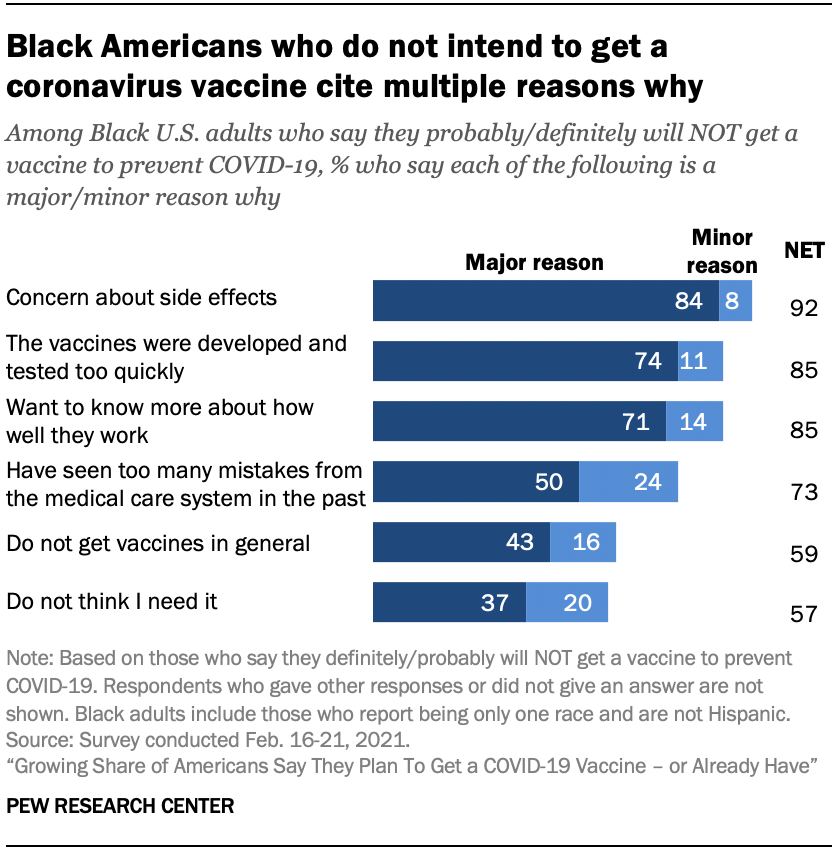 Black Americans who do not intend to get a
coronavirus vaccine cite multiple reasons why
Among Black U.S. adults who say they probably/definitely will NOT get a
vaccine to prevent COVID-19, % who say each of the following is a
major/minor reason why
Major reason
Minor
reason
NET
Concern about side effects
84
8
92
The vaccines were developed and
tested too quickly
74
11
85
Want to know more about how
well they work
71
14
85
Have seen too many mistakes from
the medical care system in the past
50
24
73
Do not get vaccines in general
43
16
59
Do not think I need it
37
20
57
Note: Based on those who say they definitely/probably will NOT get a vaccine to prevent
COVID-19. Respondents who gave other responses or did not give an answer are not
shown. Black adults include those who report being only one race and are not Hispanic.
Source: Survey conducted Feb. 16-21, 2021.
“Growing Share of Americans Say They Plan To Get a COVID-19 Vaccine – or Already Have”
PEW RESEARCH CENTER